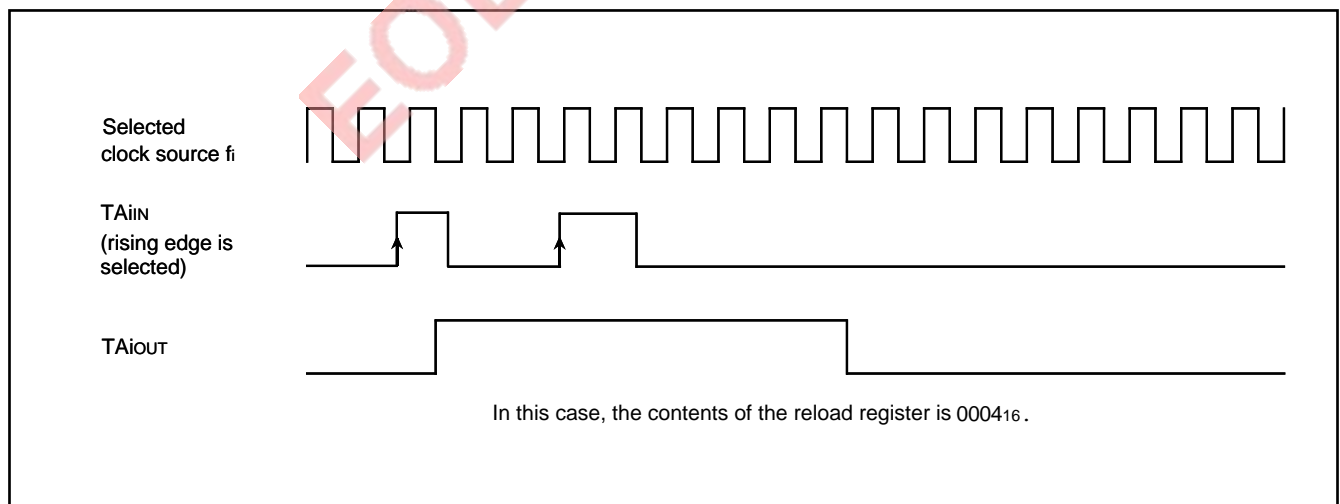 EOL
Selected
clock source fi
TAiIN
(rising edge is
selected)
TAiOUT
In this case, the contents of the reload register is 000416.